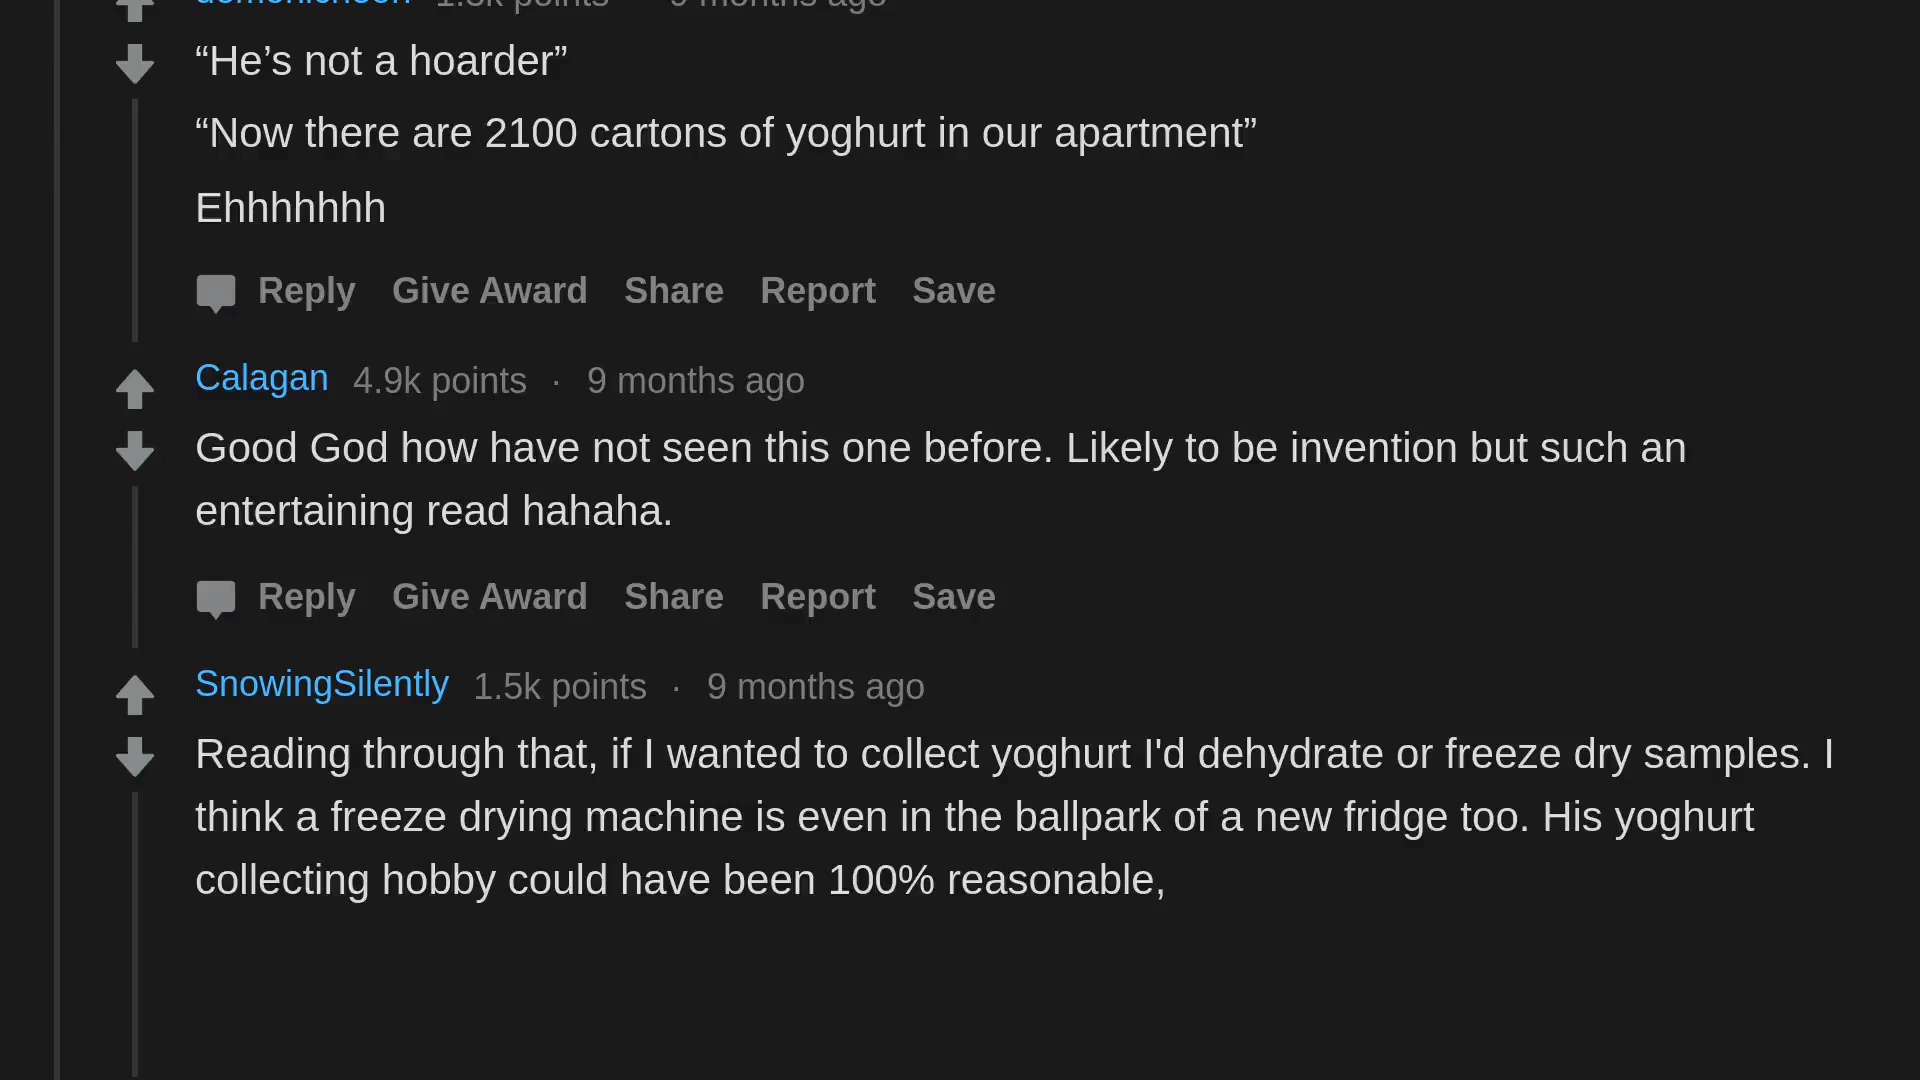 “He’s not a hoarder”
“Now there are 2100 cartons of yoghurt in our apartment”
Ehhhhhhh
Reply Give Award Share Report Save
Calagan 4.9k points · 9 months ago
Good God how have not seen this one before. Likely to be invention but such an
entertaining read hahaha.
Reply Give Award Share Report Save
SnowingSilently 1.5k points · 9 months ago
Reading through that, if I wanted to collect yoghurt I'd dehydrate or freeze dry samples. I
think a freeze drying machine is even in the ballpark of a new fridge too. His yoghurt
collecting hobby could have been 100% reasonable,